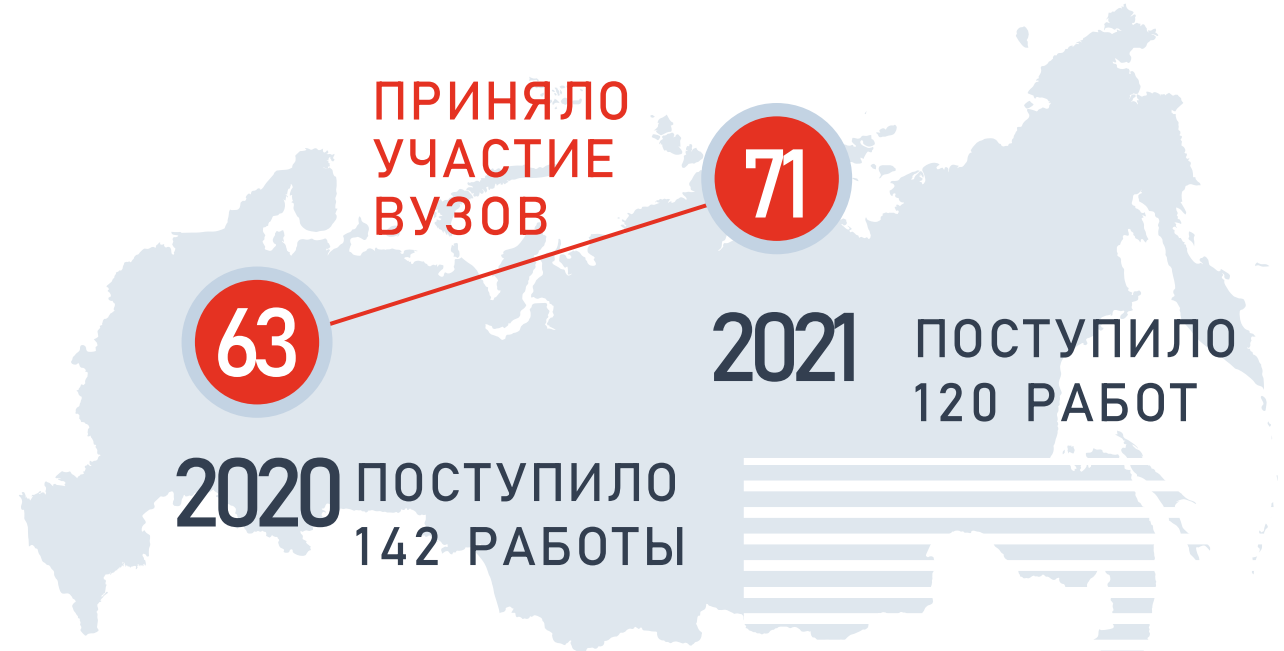 ПРИНЯЛО
УЧАСТИЕ
ВУЗОВ
71
63
2021
ПОСТУПИЛО
120 РАБОТ
2020
ПОСТУПИЛО
142 РАБОТЫ